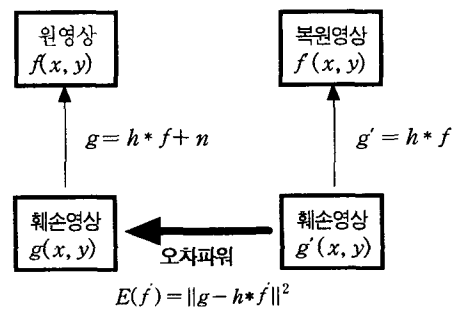 원영상
f(x, y)
복원영상
f'(x, y)
g= h* f+ n
g′= h* f
훼손영상
g(x, y)
훼손영상
g′(x, y)
오차파워
E(f′)=||g−h*f′||²